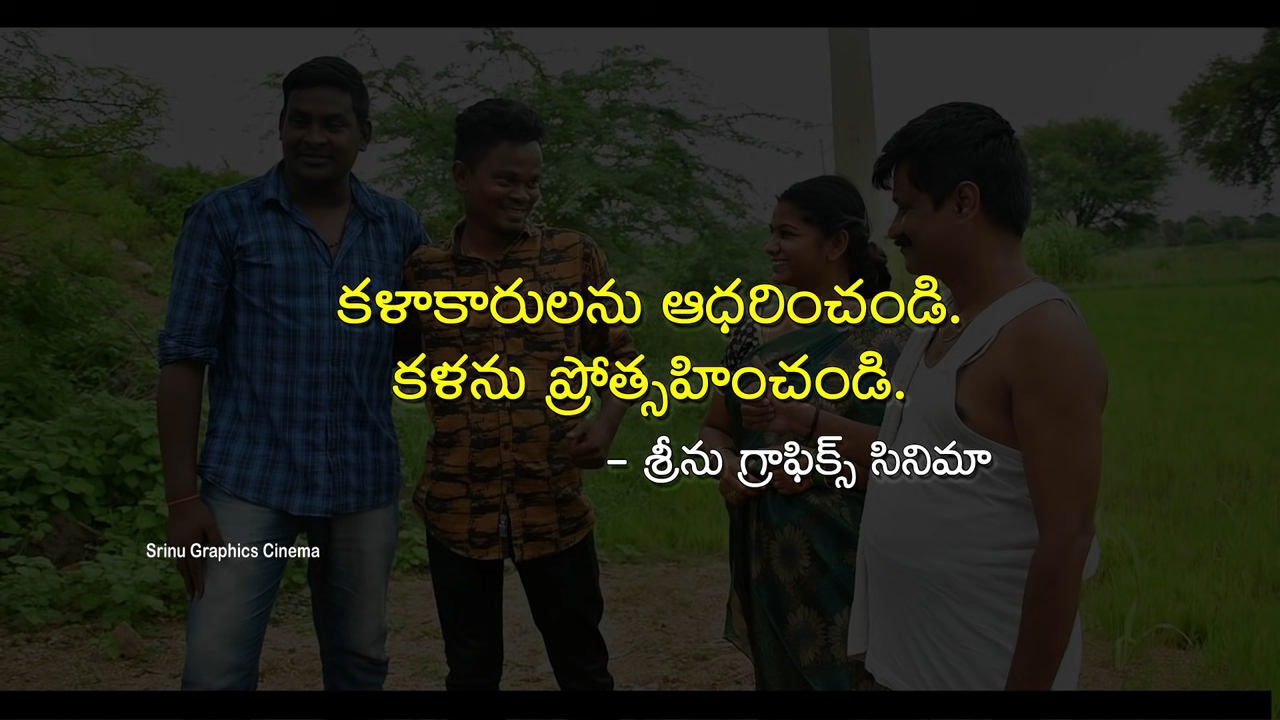 కళాకారులను ఆధరించండి.
కళను ప్రోత్సహించండి.
– శ్రీను గ్రాఫిక్స్ సినిమా
Srinu Graphics Cinema